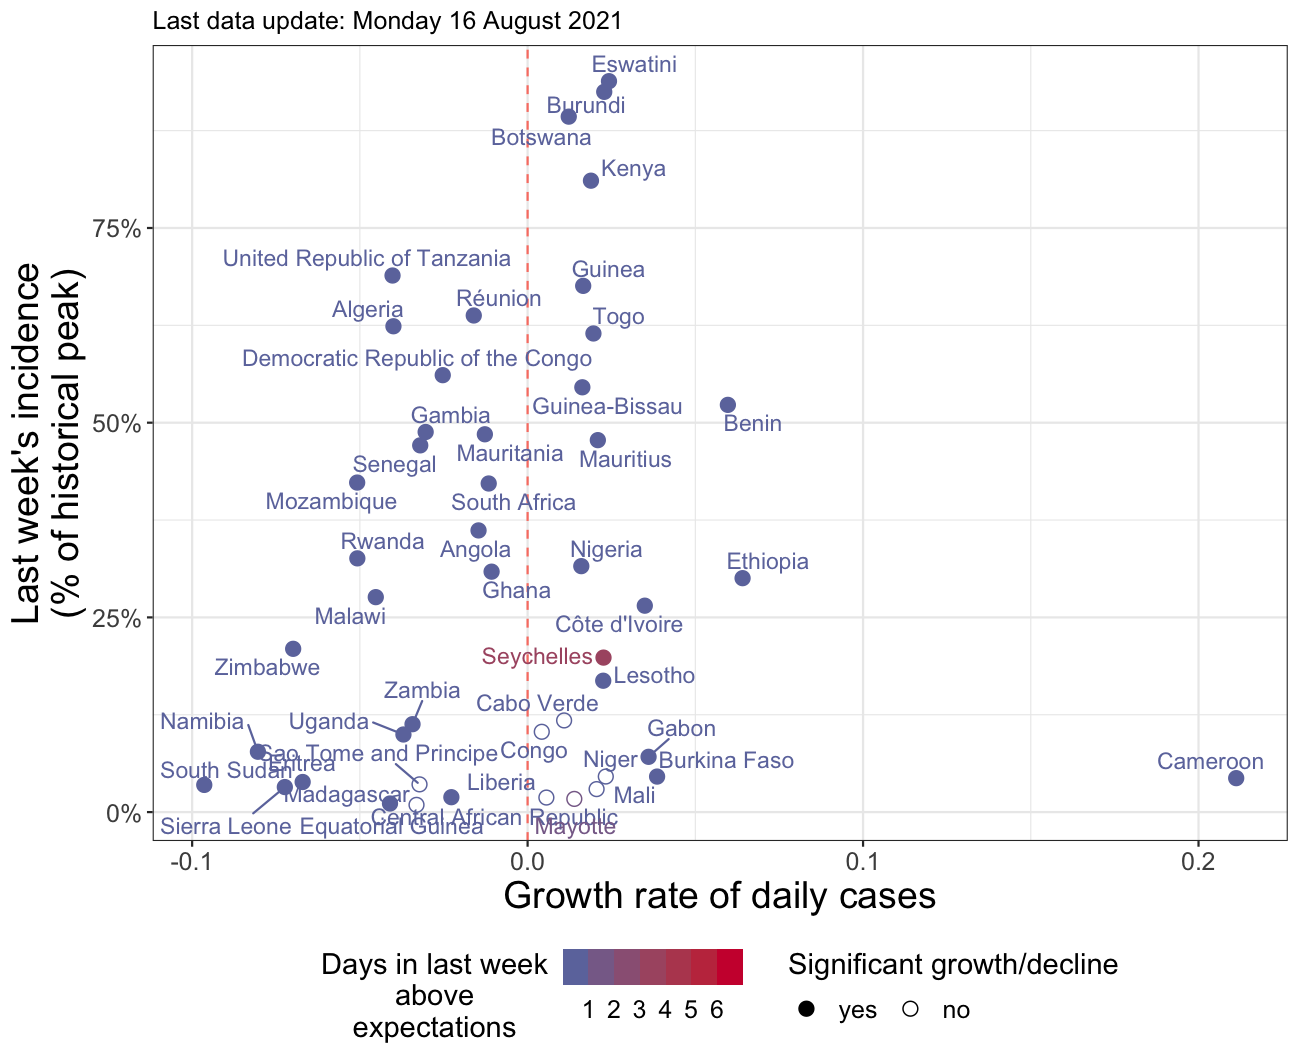 Last data update: Monday 16 August 2021
Last week's incidence
(% of historical peak)
75%
50%
25%
0%
Eswatini
Burundi
Botswana
Kenya
United Republic of Tanzania
Guinea
Réunion
Algeria
Togo
Democratic Republic of the Congo
Guinea-Bissau
Gambia
Benin
Mauritania
Mauritius
Senegal
Mozambique
South Africa
Rwanda
Angola
Nigeria
Ethiopia
Ghana
Malawi
Côte d'Ivoire
Seychelles
Zimbabwe
Lesotho
Zambia
Cabo Verde
Namibia
Uganda
Gabon
Sao Tome and Principe
Congo
Niger
Burkina Faso
Cameroon
South Sudan
Eritrea
Liberia
Madagascar
Mali
Central African Republic
Sierra Leone
Equatorial Guinea
Mayotte
-0.1
0.0
0.1
0.2
Growth rate of daily cases
Days in last week
above
expectations
1 2 3 4 5 6
Significant growth/decline
yes
no